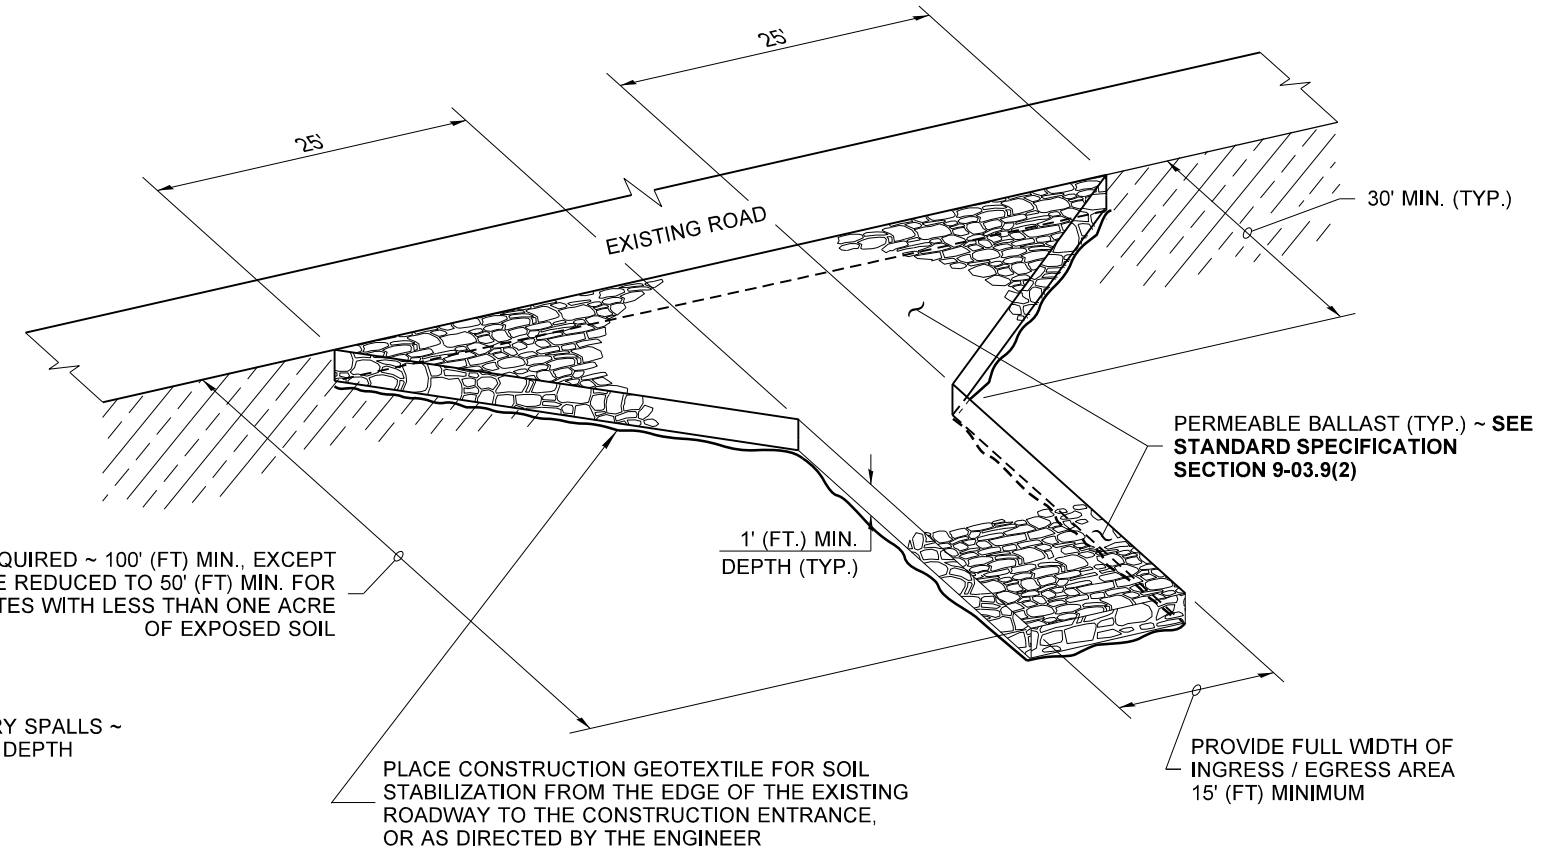 25'
25'
EXISTING ROAD
30' MIN. (TYP.)
PERMEABLE BALLAST (TYP.) ~ SEE
STANDARD SPECIFICATION
SECTION 9-03.9(2)
1' (FT.) MIN.
DEPTH (TYP.)
QUIRED ~ 100' (FT) MIN., EXCEPT
E REDUCED TO 50' (FT) MIN. FOR
TES WITH LESS THAN ONE ACRE
OF EXPOSED SOIL
RY SPALLS ~
DEPTH
PLACE CONSTRUCTION GEOTEXTILE FOR SOIL
STABILIZATION FROM THE EDGE OF THE EXISTING
ROADWAY TO THE CONSTRUCTION ENTRANCE,
OR AS DIRECTED BY THE ENGINEER
PROVIDE FULL WIDTH OF
INGRESS / EGRESS AREA
15' (FT) MINIMUM